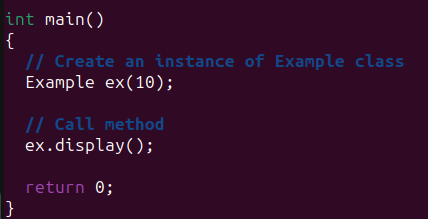 int main()
{
  // Create an instance of Example class
  Example ex(10);

  // Call method
  ex.display();

  return 0;
}